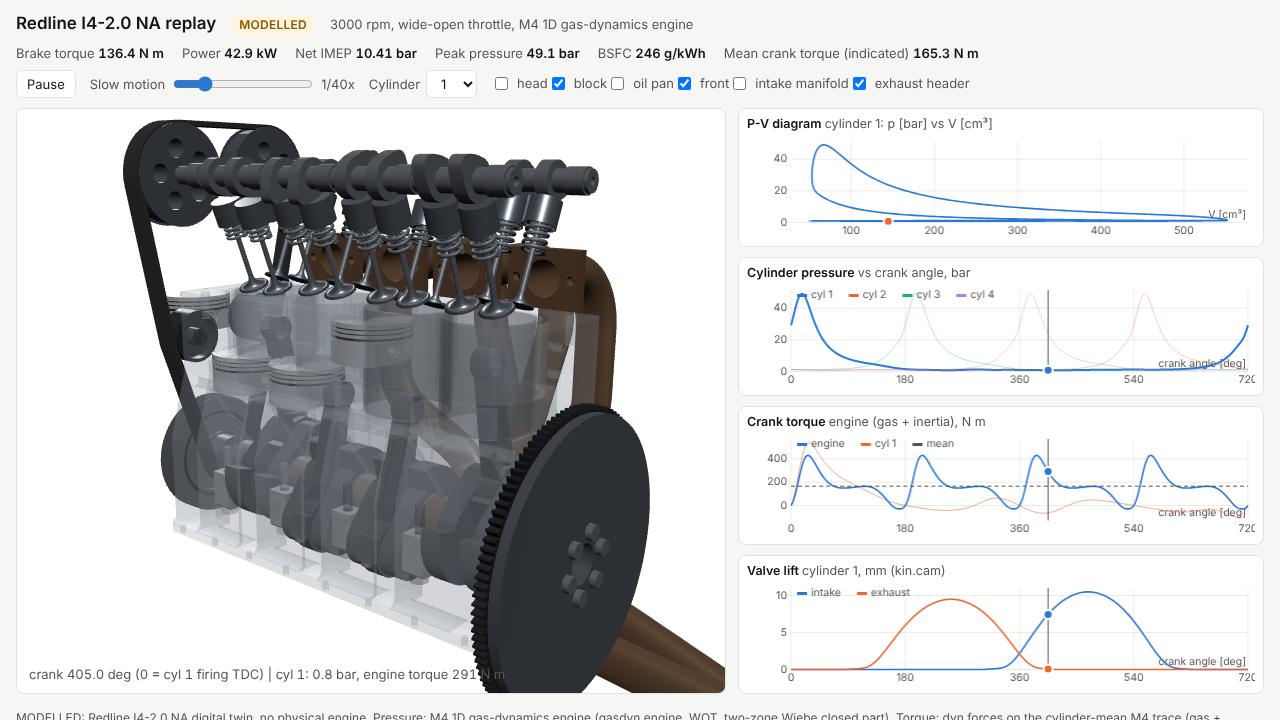 Redline I4-2.0 NA replay MODELLED 3000 rpm, wide-open throttle, M4 1D gas-dynamics engine
Brake torque 136.4 N m Power 42.9 kW Net IMEP 10.41 bar Peak pressure 49.1 bar BSFC 246 g/kWh Mean crank torque (indicated) 165.3 N m
Pause Slow motion 1/40x Cylinder 1 head block oil pan front intake manifold exhaust header
crank 405.0 deg (0 = cyl 1 firing TDC) | cyl 1: 0.8 bar, engine torque 291 N m
P-V diagram cylinder 1: p [bar] vs V [cm³]
40
20
0
V [cm³]
100 200 300 400 500
Cylinder pressure vs crank angle, bar
cyl 1 cyl 2 cyl 3 cyl 4
40
20
0
crank angle [deg]
0 180 360 540 720
Crank torque engine (gas + inertia), N m
engine cyl 1 mean
400
200
0
crank angle [deg]
0 180 360 540 720
Valve lift cylinder 1, mm (kin.cam)
intake exhaust
10
5
0
crank angle [deg]
0 180 360 540 720
MODELLED: Redline I4-2.0 NA digital twin, no physical engine. Pressure: M4 1D gas-dynamics engine (gasdyn.engine, WOT, two-zone Wiebe closed part). Torque: dyn forces on the cylinder-mean M4 trace (gas +